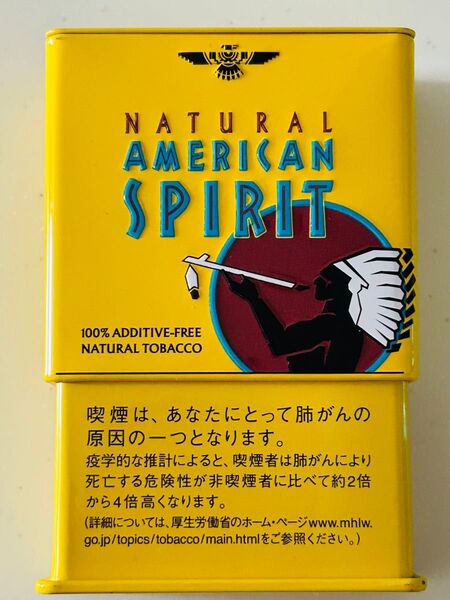 NATURAL
AMERICAN
SPIRIT
100% ADDITIVE-FREE
NATURAL TOBACCO
喫煙は、あなたにとって肺がんの
原因の一つとなります。
疫学的な推計によると、喫煙者は肺がんにより
死亡する危険性が非喫煙者に比べて約2倍
から4倍高くなります。
(詳細については、厚生労働省のホーム・ページwww.mhlw.
go.jp/topics/tobacco/main.htmlをご参照ください。)